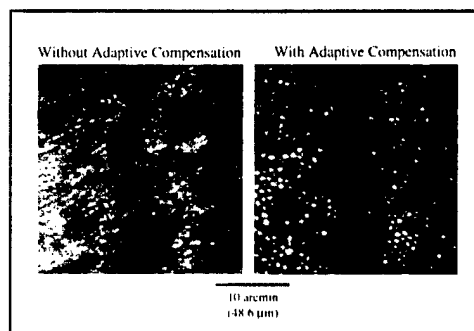 Without Adaptive Compensation With Adaptive Compensation
10 arcmin
(48.6 μm)